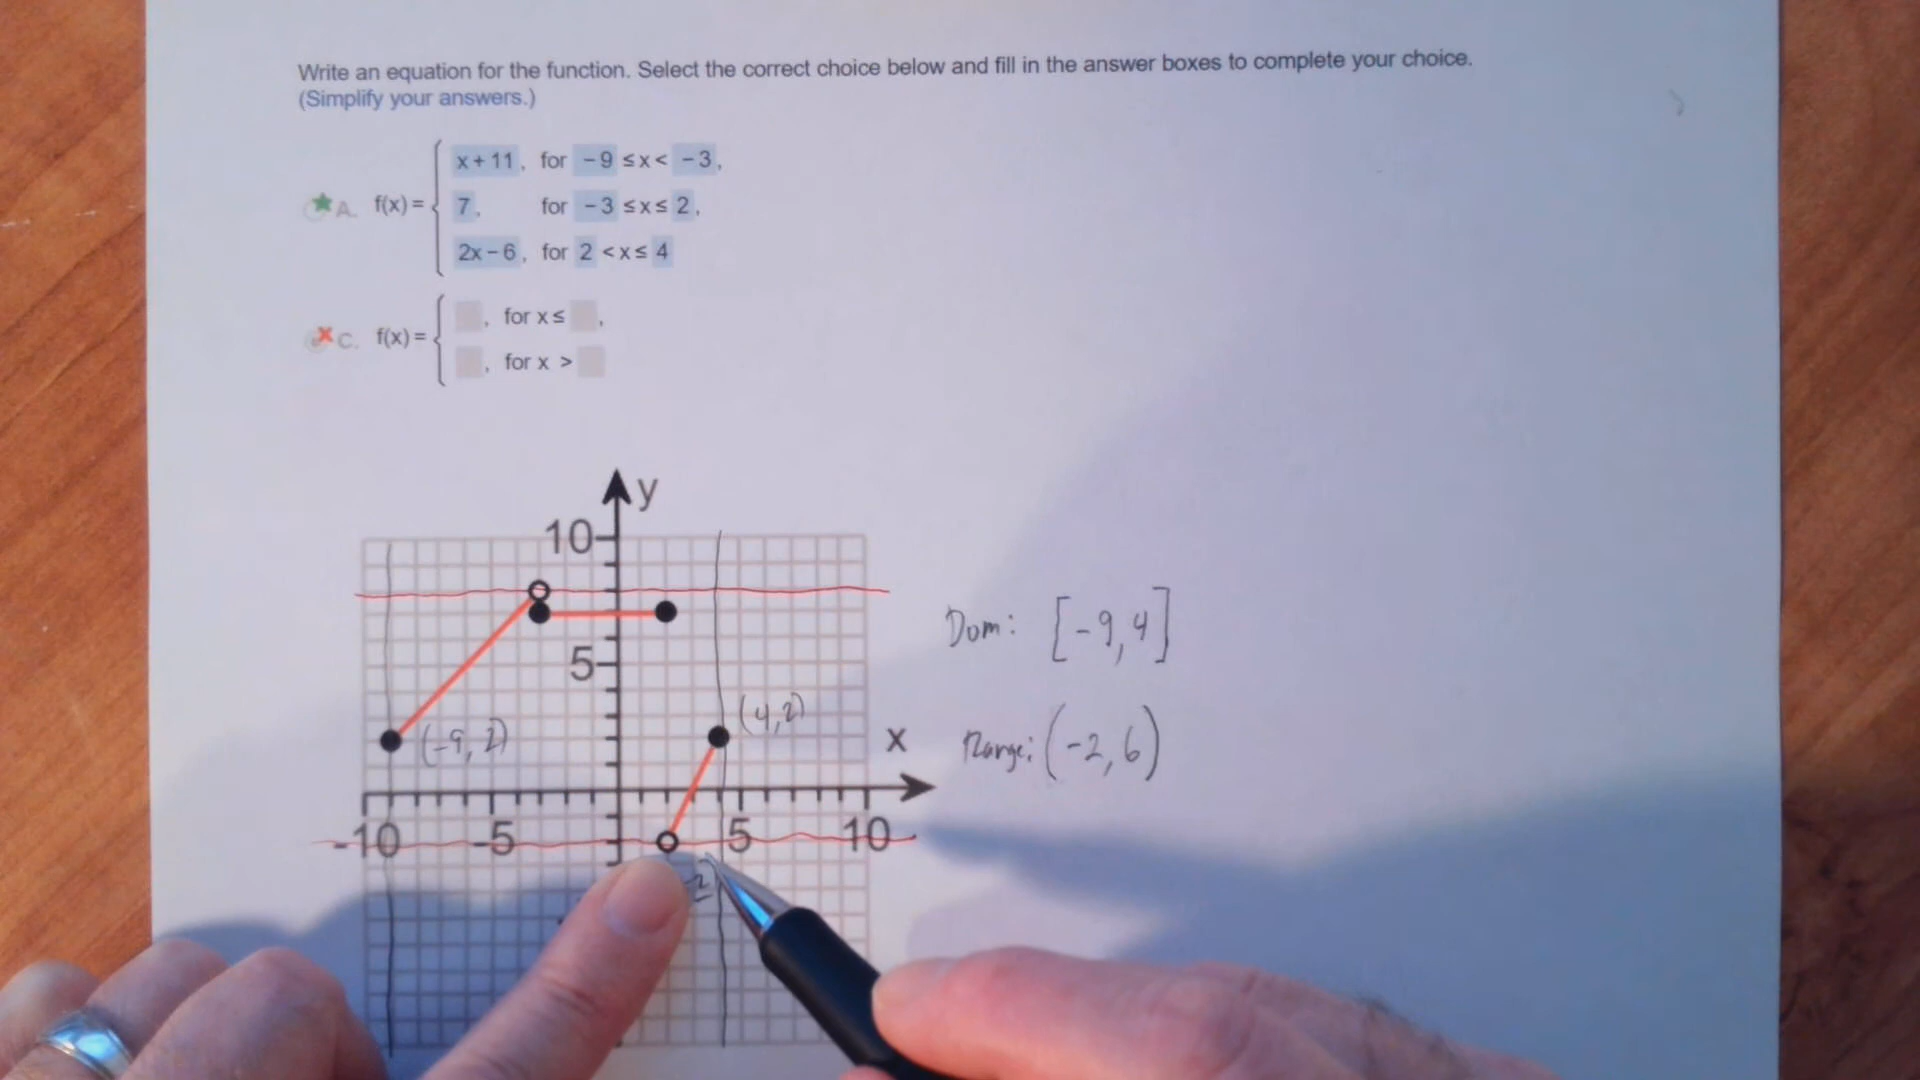 Write an equation for the function. Select the correct choice below and fill in the answer boxes to complete your choice.
(Simplify your answers.)
x + 11, for - 9 ≤ x < - 3,
A. f(x) = 7, for - 3 ≤ x ≤ 2,
2x - 6, for 2 < x ≤ 4
, for x ≤ ,
C. f(x) =
, for x >
y
10
5
Dom: [-9,4]
(4,2)
(-9,2)
x
Range: (-2,6)
-10 -5 5 10